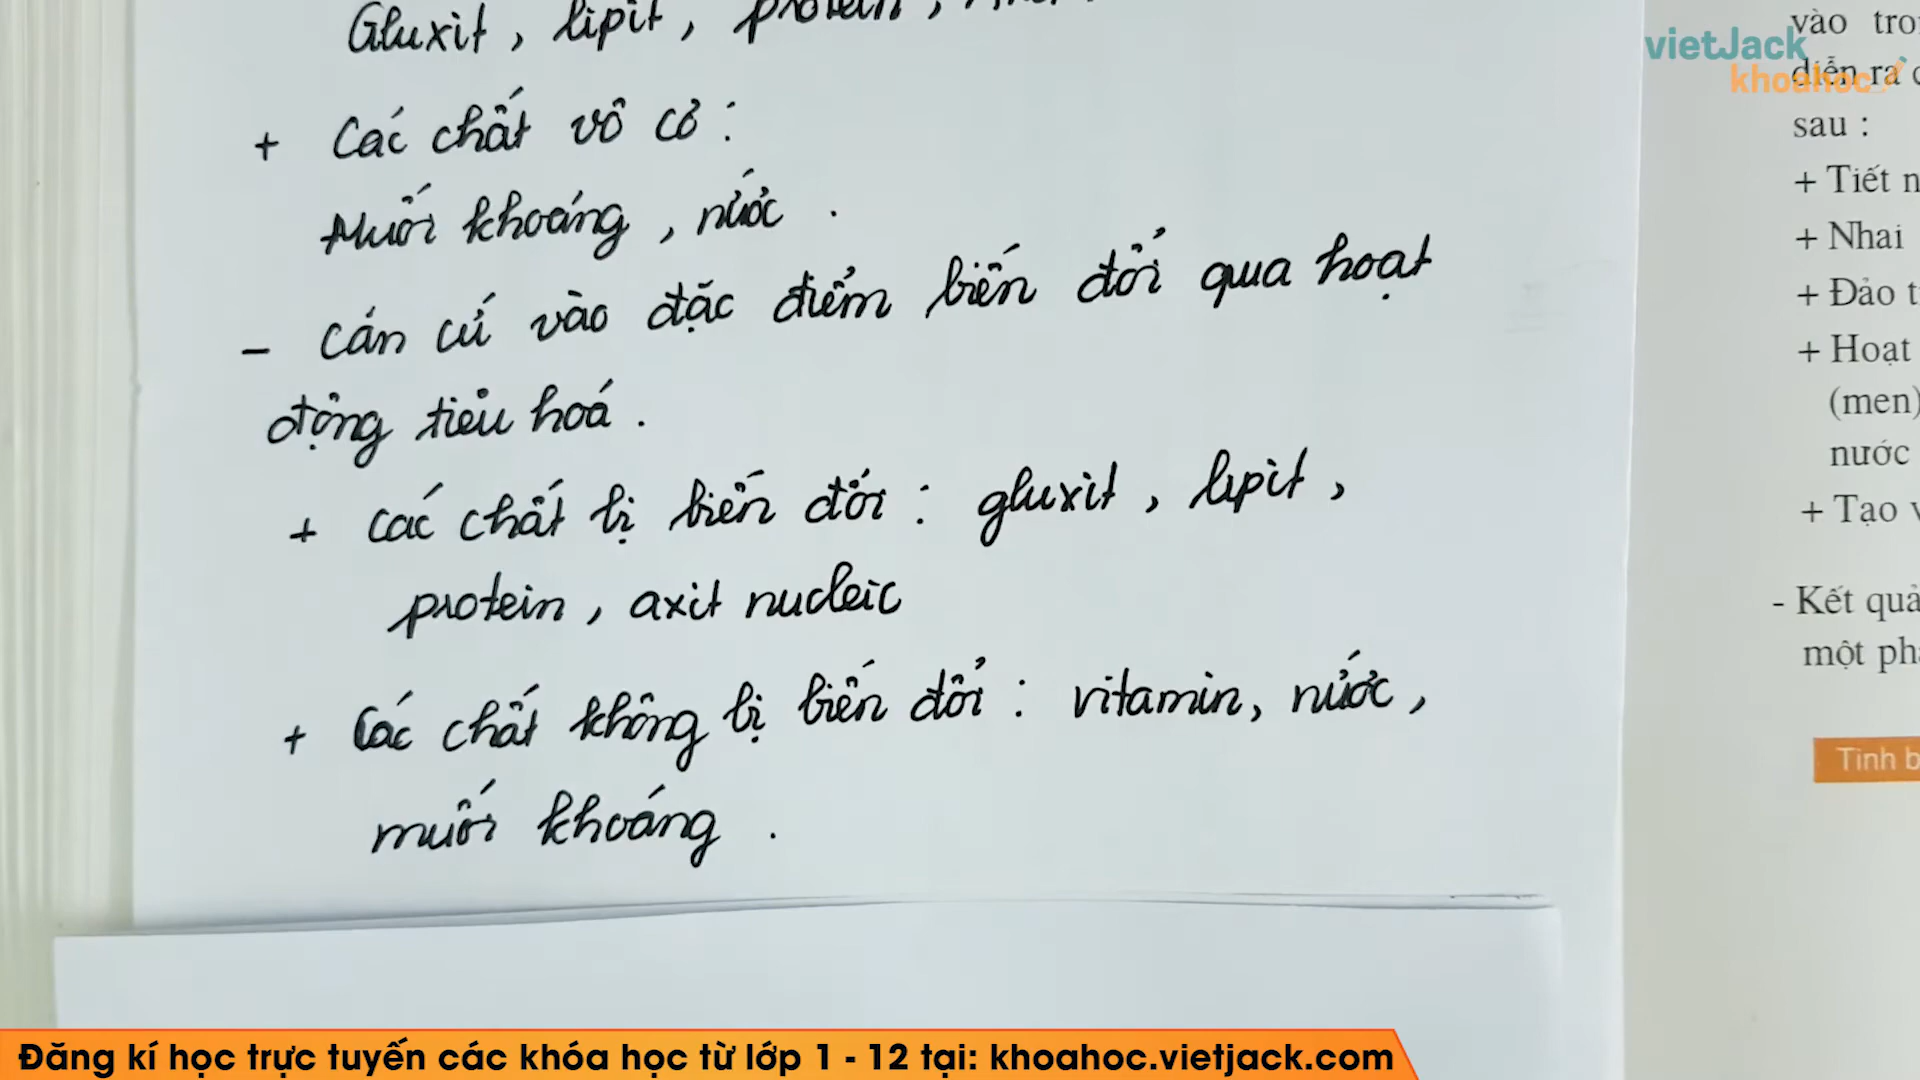 Gluxit, lipit, protein,
+ Các chất vô cơ:
Muối khoáng, nước.
- Căn cứ vào đặc điểm biến đổi qua hoạt
động tiêu hoá.
+ Các chất bị biến đổi: gluxit, lipit,
protein, axit nucleic
+ Các chất không bị biến đổi: vitamin, nước,
muối khoáng.
vietJack
khoahoc
vào
diễn ra
sau :
+ Tiết
+ Nhai
+ Đảo
+ Hoạt
(men)
nước
+ Tạo
- Kết quả
một
Tinh
Đăng kí học trực tuyến các khóa học từ lớp 1 - 12 tại: khoahoc.vietjack.com